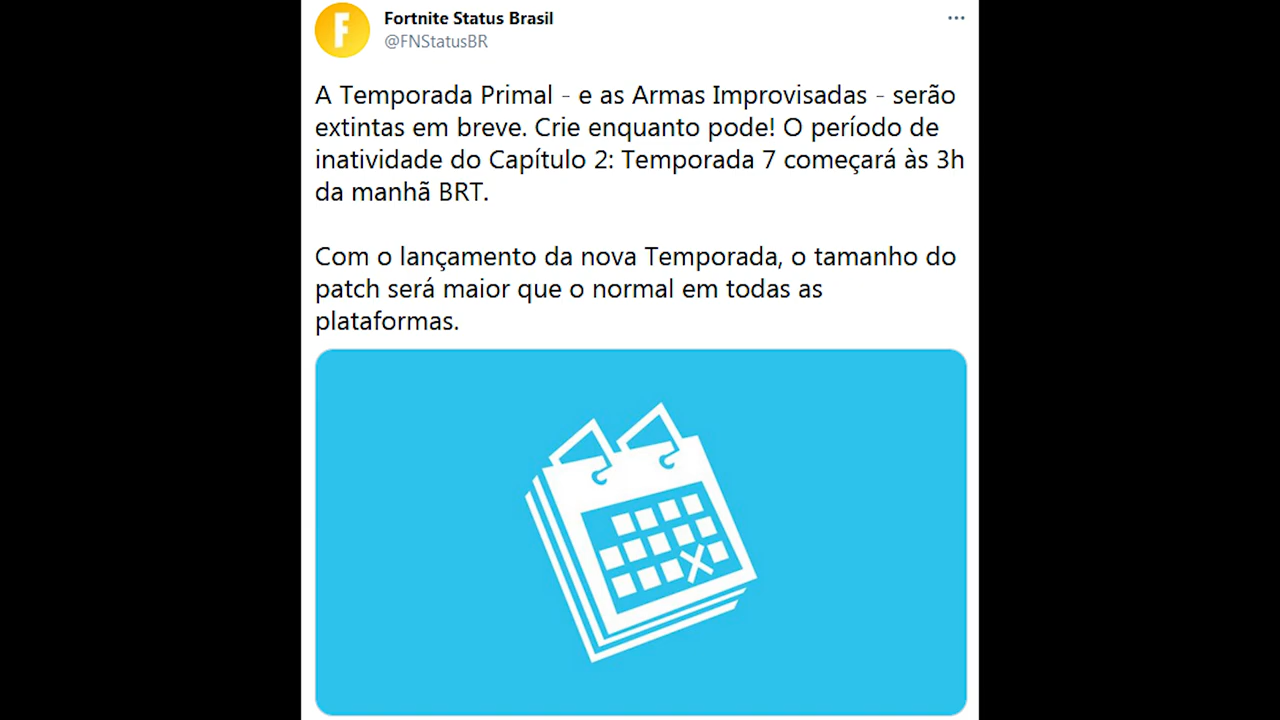 F
Fortnite Status Brasil
@FNStatusBR
A Temporada Primal - e as Armas Improvisadas - serão
extintas em breve. Crie enquanto pode! O período de
inatividade do Capítulo 2: Temporada 7 começará às 3h
da manhã BRT.
Com o lançamento da nova Temporada, o tamanho do
patch será maior que o normal em todas as
plataformas.